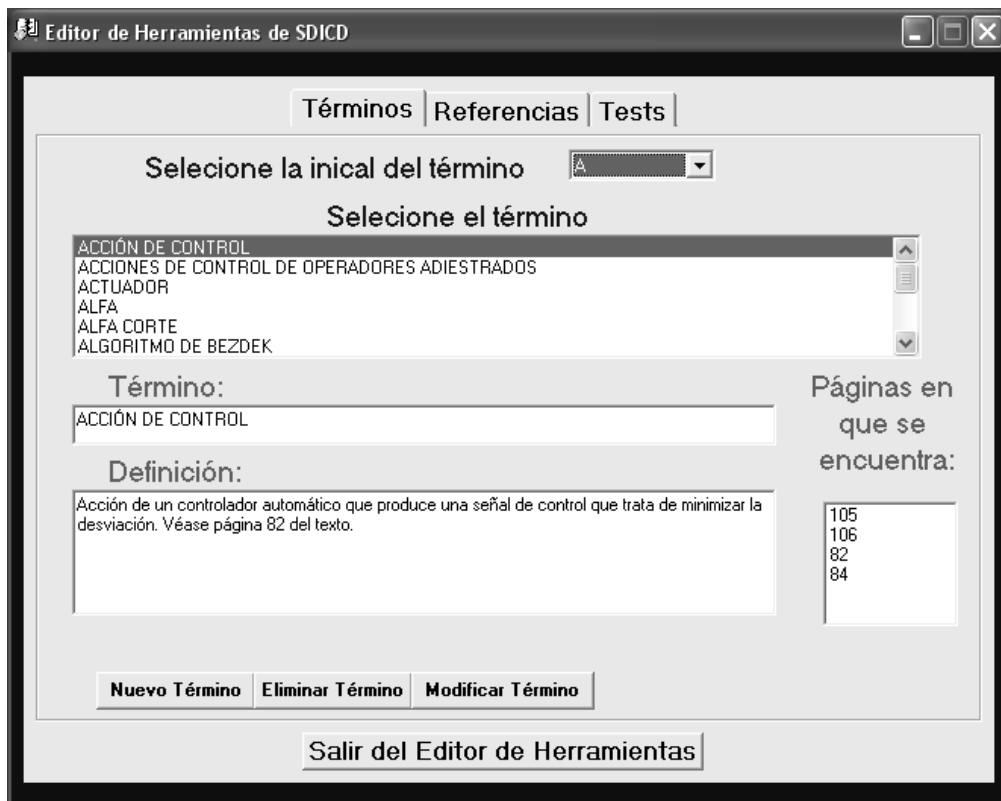 Editor de Herramientas de SDICD
Términos Referencias Tests
Selecione la inical del término A
Selecione el término
ACCIÓN DE CONTROL
ACCIONES DE CONTROL DE OPERADORES ADIESTRADOS
ACTUADOR
ALFA
ALFA CORTE
ALGORITMO DE BEZDEK
Término:
ACCIÓN DE CONTROL
Definición:
Acción de un controlador automático que produce una señal de control que trata de minimizar la
desviación. Véase página 82 del texto.
Páginas en
que se
encuentra:
105
106
82
84
Nuevo Término Eliminar Término Modificar Término
Salir del Editor de Herramientas